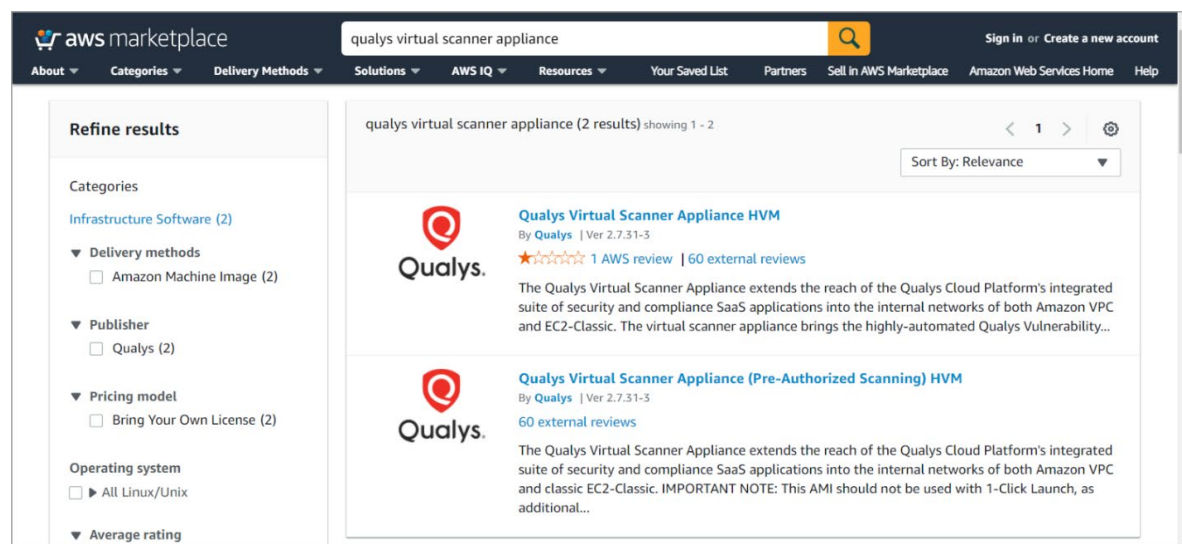 aws marketplace
qualys virtual scanner appliance
Sign in or Create a new account
About Categories Delivery Methods Solutions AWS IQ Resources Your Saved List Partners Sell in AWS Marketplace Amazon Web Services Home Help
Refine results
Categories
Infrastructure Software (2)
Delivery methods
Amazon Machine Image (2)
Publisher
Qualys (2)
Pricing model
Bring Your Own License (2)
Operating system
All Linux/Unix
Average rating
qualys virtual scanner appliance (2 results) showing 1 - 2
1
Sort By: Relevance
Qualys.
Qualys Virtual Scanner Appliance HVM
By Qualys | Ver 2.7.31-3
1 AWS review | 60 external reviews
The Qualys Virtual Scanner Appliance extends the reach of the Qualys Cloud Platform's integrated
suite of security and compliance SaaS applications into the internal networks of both Amazon VPC
and EC2-Classic. The virtual scanner appliance brings the highly-automated Qualys Vulnerability...
Qualys.
Qualys Virtual Scanner Appliance (Pre-Authorized Scanning) HVM
By Qualys | Ver 2.7.31-3
60 external reviews
The Qualys Virtual Scanner Appliance extends the reach of the Qualys Cloud Platform's integrated
suite of security and compliance SaaS applications into the internal networks of both Amazon VPC
and classic EC2-Classic. IMPORTANT NOTE: This AMI should not be used with 1-Click Launch, as
additional...